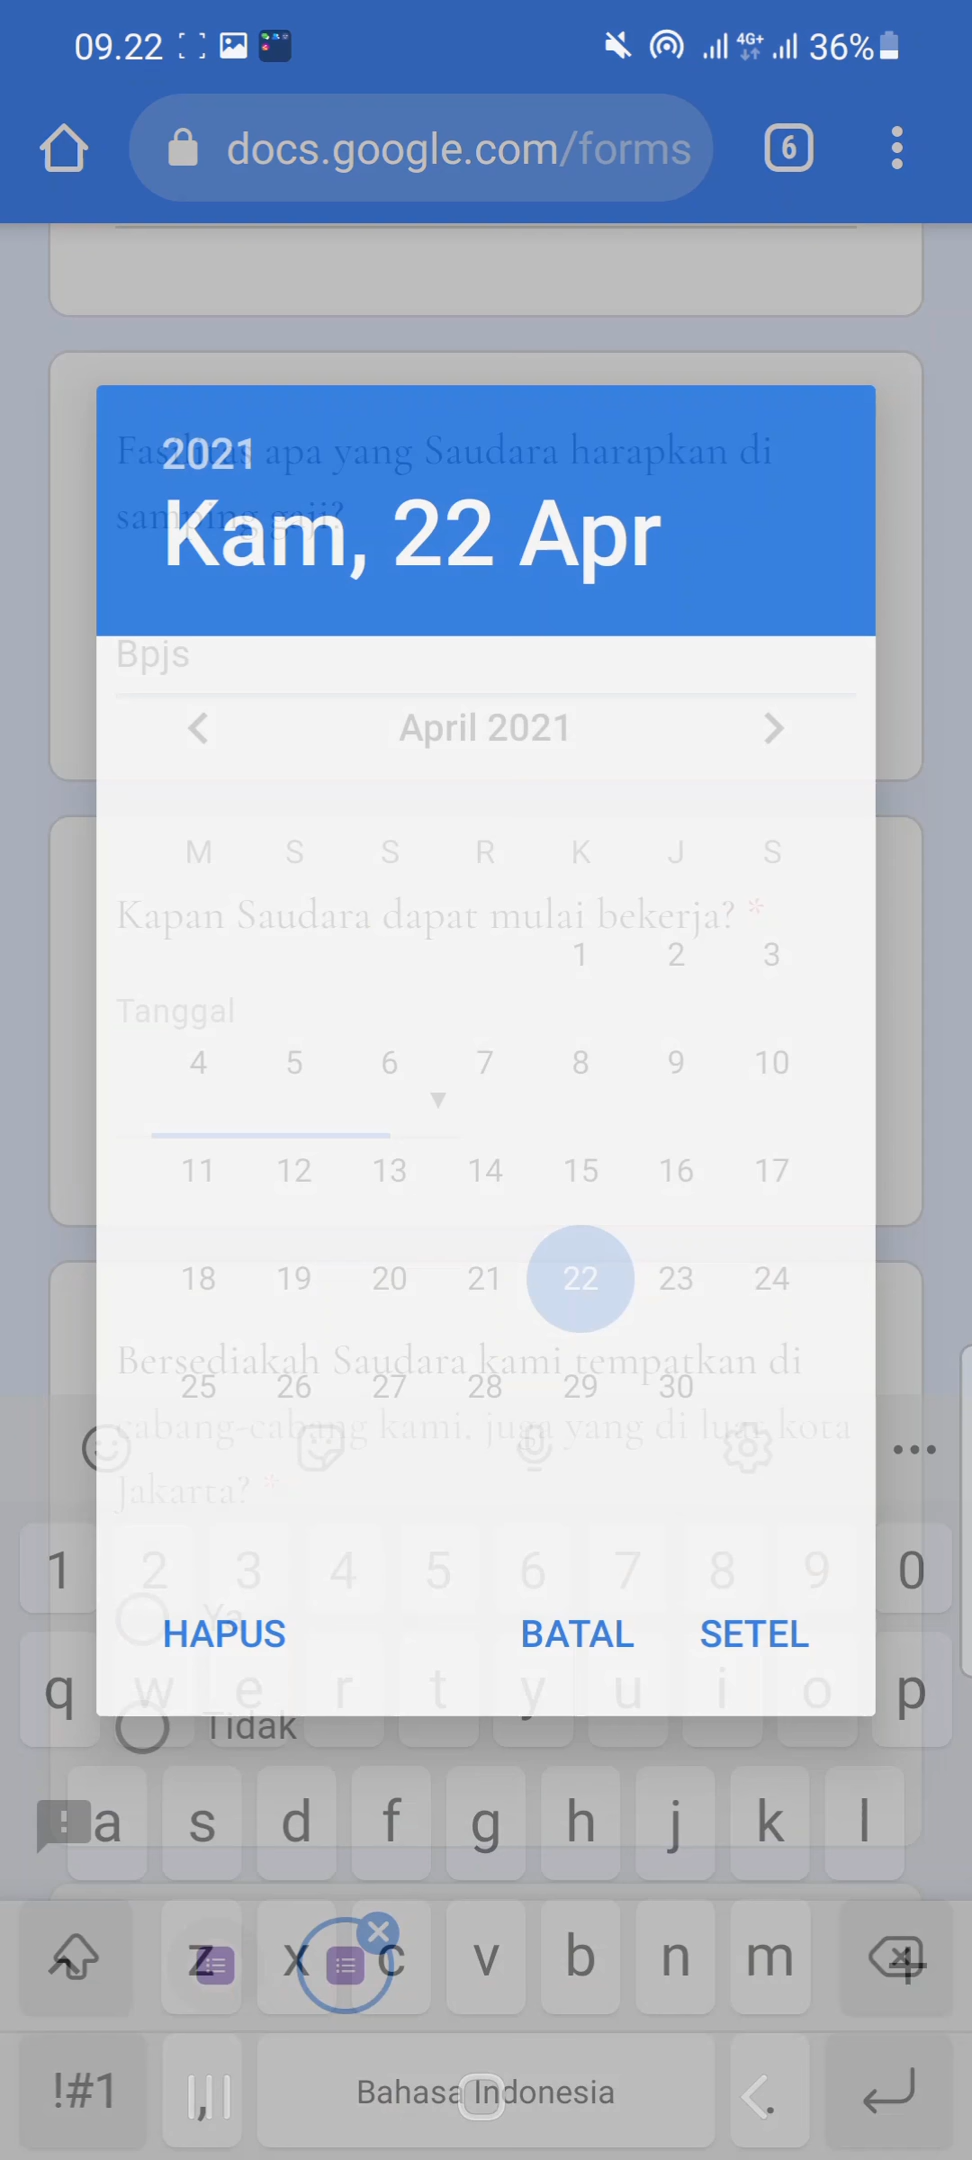 09.22
4G+
36%
docs.google.com/forms
6
Fasilitas apa yang Saudara harapkan di
samping gaji?
2021
Kam, 22 Apr
Bpjs
April 2021
M S S R K J S
Kapan Saudara dapat mulai bekerja? *
1 2 3
Tanggal
4 5 6 7 8 9 10
11 12 13 14 15 16 17
18 19 20 21 22 23 24
Bersediakah Saudara kami tempatkan di
25 26 27 28 29 30
cabang-cabang kami, juga yang di luar kota
Jakarta? *
1 2 3 4 5 6 7 8 9 0
Ya
HAPUS BATAL SETEL
q w e r t y u i o p
Tidak
a s d f g h j k l
z x c v b n m
!#1 , Bahasa Indonesia .